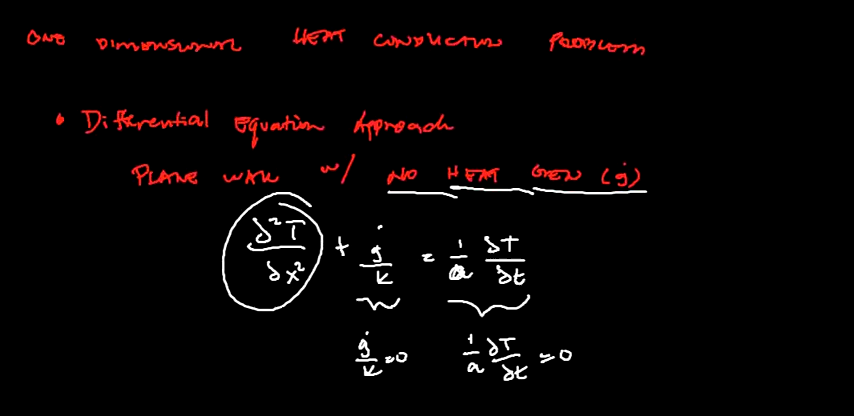 ONE DIMENSIONAL HEAT CONDUCTION PROBLEM
• Differential Equation Approach
PLANE WALL w/ NO HEAT GEN (ġ)
∂²T/∂x² + ġ/k = 1/α ∂T/∂t
ġ/k = 0 1/α ∂T/∂t = 0